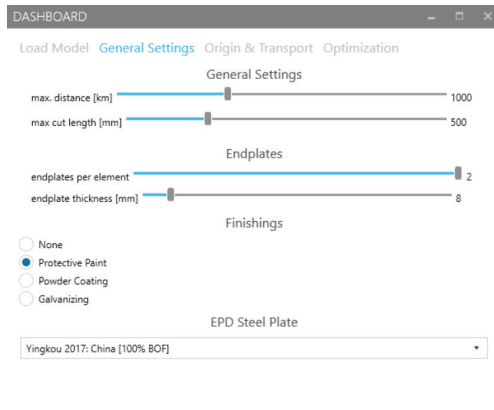 DASHBOARD
Load Model General Settings Origin & Transport Optimization
General Settings
max. distance [km] 1000
max cut length [mm] 500
Endplates
endplates per element 2
endplate thickness [mm] 8
Finishings
None
Protective Paint
Powder Coating
Galvanizing
EPD Steel Plate
Yingkou 2017: China [100% BOF]